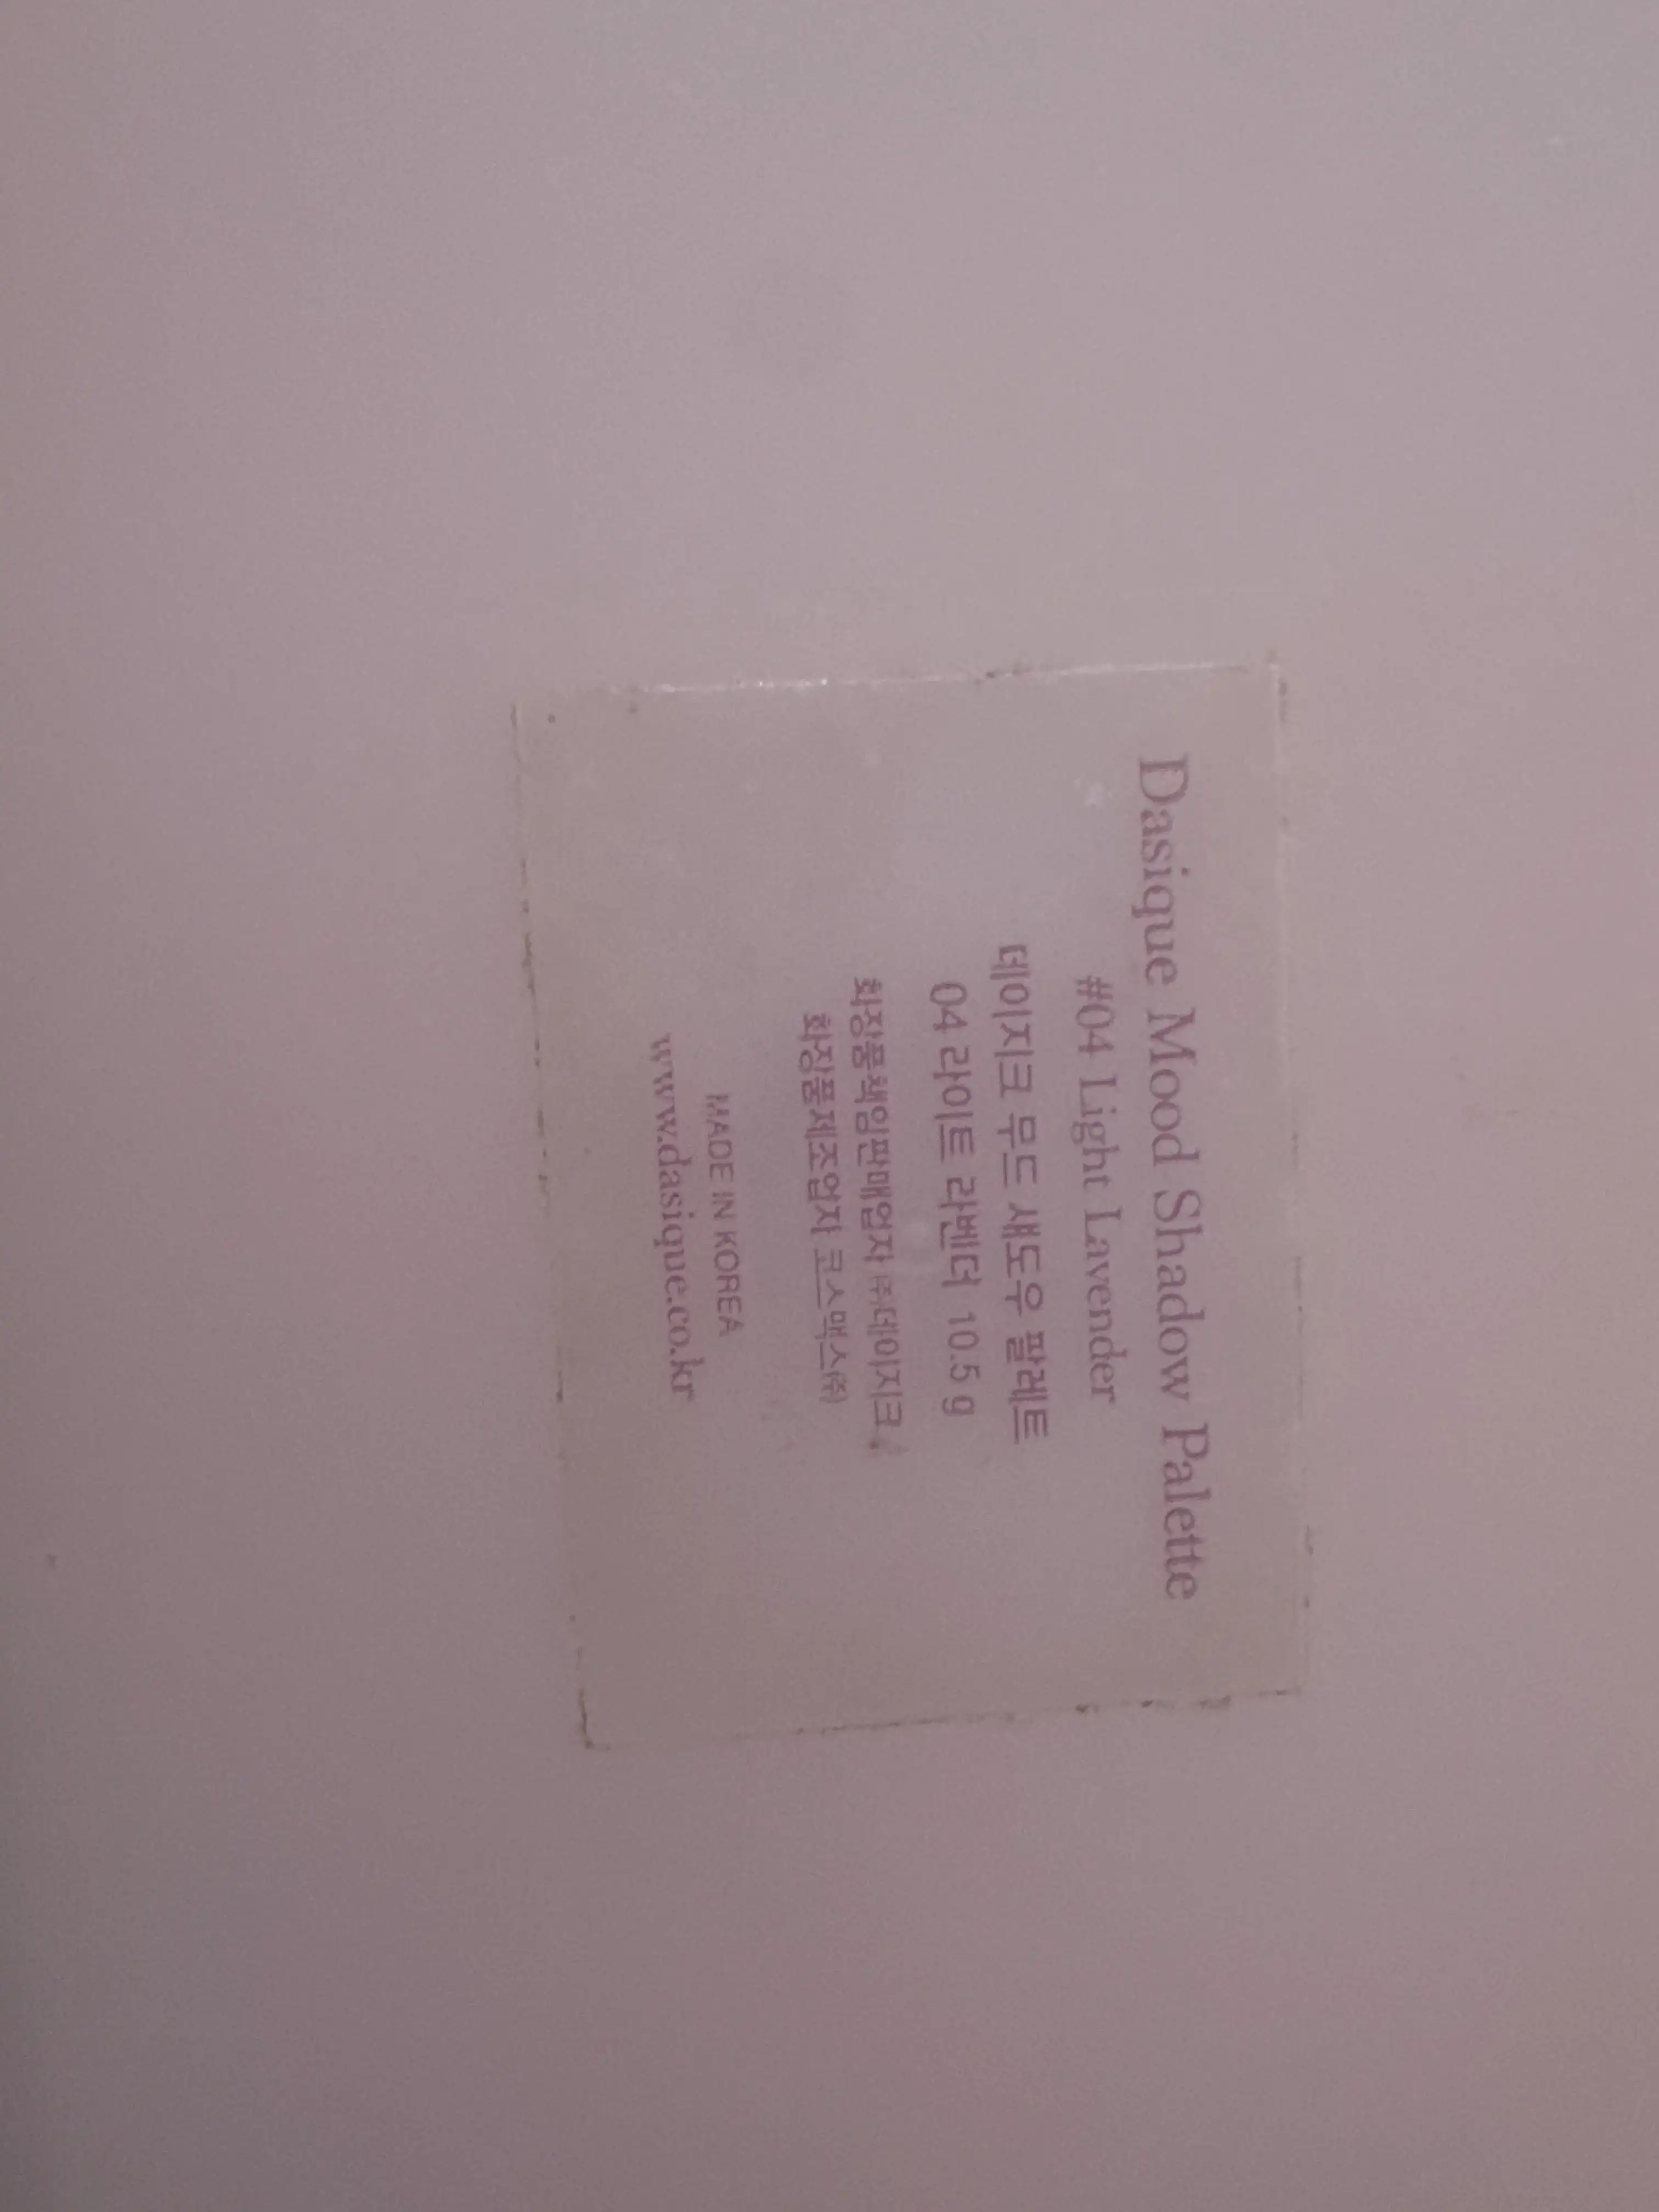 Dasique Mood Shadow Palette
#04 Light Lavender
데이지크 무드 섀도우 팔레트
04 라이트 라벤더 10.5 g
화장품책임판매업자 ㈜데이지크
화장품제조업자 코스맥스㈜
MADE IN KOREA
www.dasique.co.kr